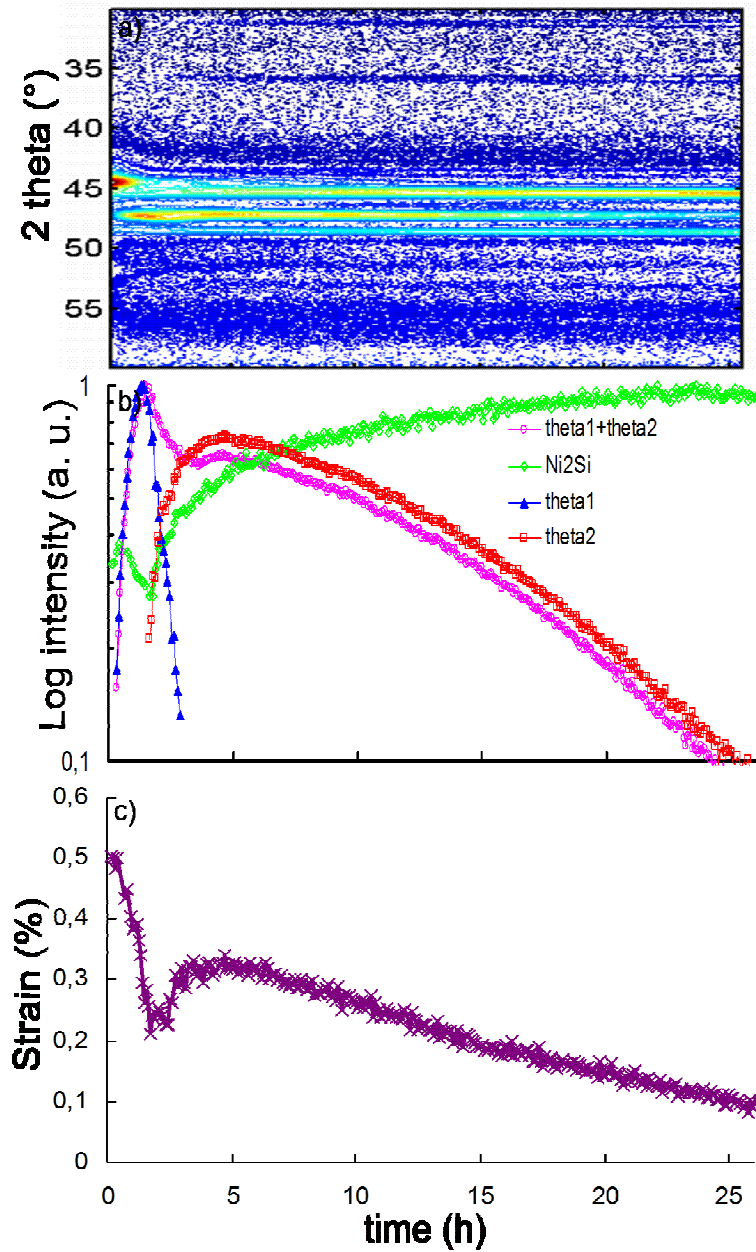 a)
35
40
45
50
55
2 theta (°)
b)
1
0,1
Log intensity (a. u.)
theta1+theta2
Ni2Si
theta1
theta2
c)
0,6
0,5
0,4
0,3
0,2
0,1
0
Strain (%)
0 5 10 15 20 25
time (h)